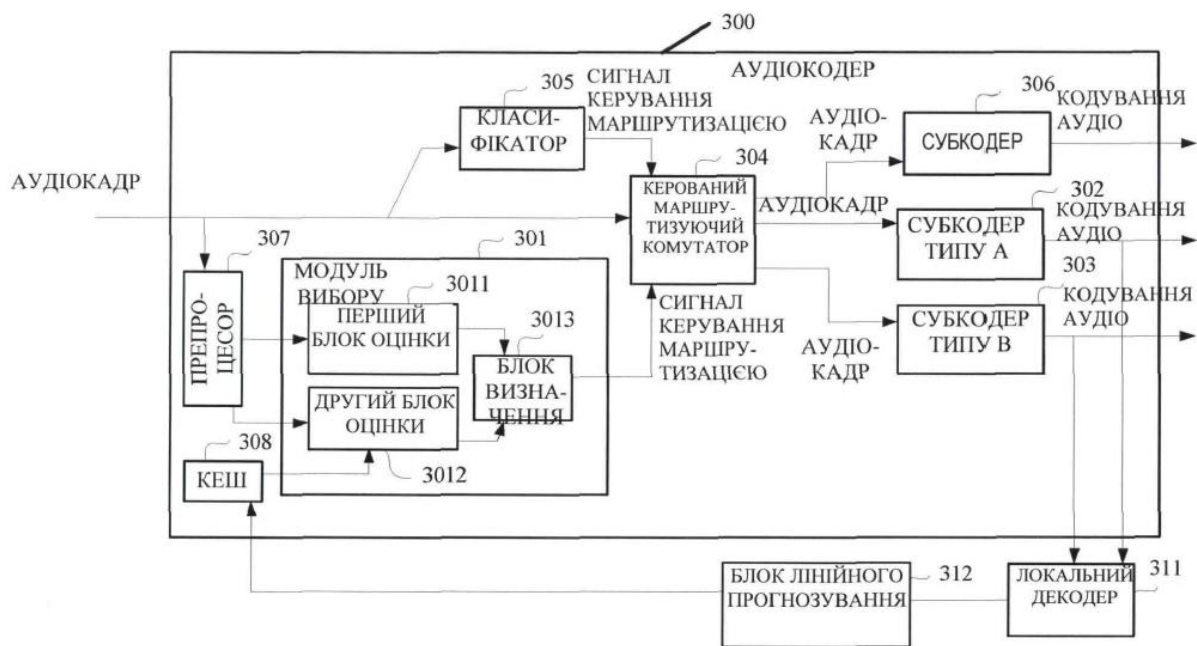 300
АУДІОКОДЕР
305
КЛАСИ-
ФІКАТОР
СИГНАЛ
КЕРУВАННЯ
МАРШРУТИЗАЦІЄЮ
306
СУБКОДЕР
КОДУВАННЯ
АУДІО
АУДІО-
КАДР
АУДІОКАДР
304
КЕРОВАНИЙ
МАРШРУ-
ТИЗУЮЧИЙ
КОМУТАТОР
АУДІОКАДР
302
СУБКОДЕР
ТИПУ А
КОДУВАННЯ
АУДІО
307
ПРЕПРО-
ЦЕСОР
301
МОДУЛЬ
ВИБОРУ
3011
ПЕРШИЙ
БЛОК ОЦІНКИ
3013
БЛОК
ВИЗНА-
ЧЕННЯ
ДРУГИЙ БЛОК
ОЦІНКИ
3012
СИГНАЛ
КЕРУВАННЯ
МАРШРУ-
ТИЗАЦІЄЮ
АУДІО-
КАДР
303
СУБКОДЕР
ТИПУ В
КОДУВАННЯ
АУДІО
308
КЕШ
БЛОК ЛІНІЙНОГО
ПРОГНОЗУВАННЯ
312
ЛОКАЛЬНИЙ
ДЕКОДЕР
311